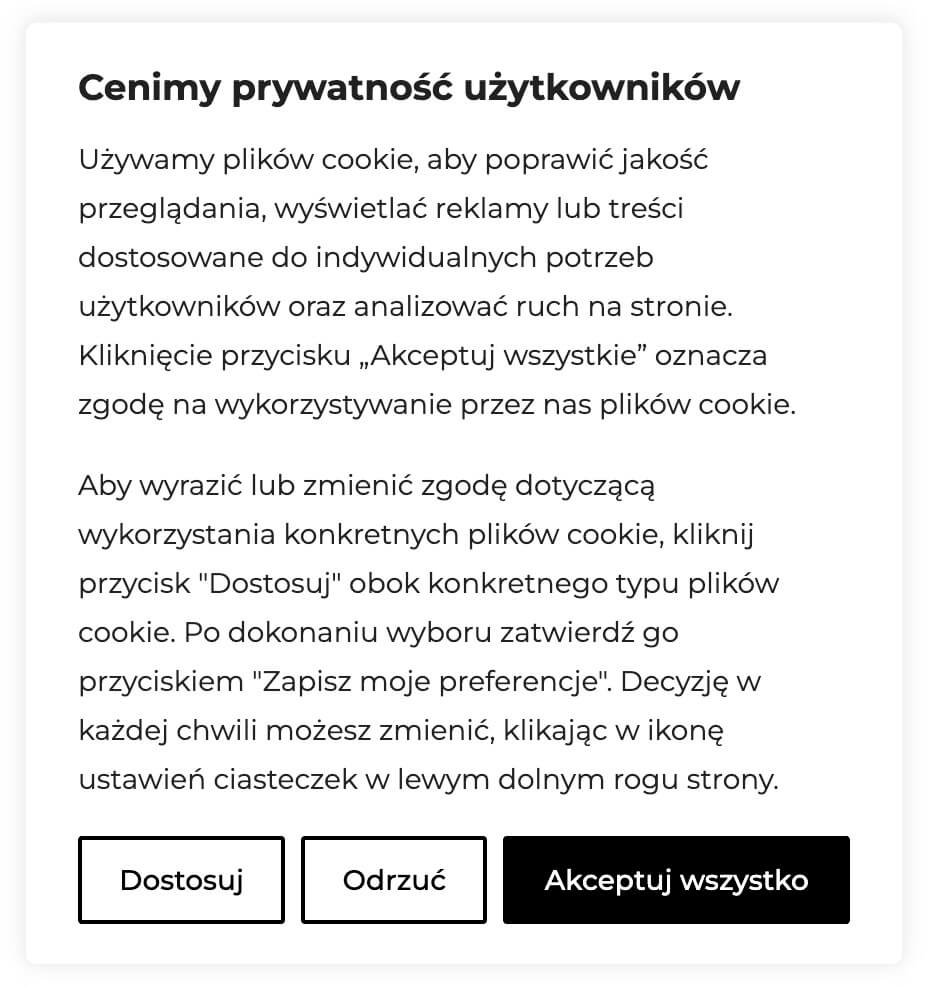 Cenimy prywatność użytkowników
Używamy plików cookie, aby poprawić jakość
przeglądania, wyświetlać reklamy lub treści
dostosowane do indywidualnych potrzeb
użytkowników oraz analizować ruch na stronie.
Kliknięcie przycisku „Akceptuj wszystkie” oznacza
zgodę na wykorzystywanie przez nas plików cookie.
Aby wyrazić lub zmienić zgodę dotyczącą
wykorzystania konkretnych plików cookie, kliknij
przycisk "Dostosuj" obok konkretnego typu plików
cookie. Po dokonaniu wyboru zatwierdź go
przyciskiem "Zapisz moje preferencje". Decyzję w
każdej chwili możesz zmienić, klikając w ikonę
ustawień ciasteczek w lewym dolnym rogu strony.
Dostosuj
Odrzuć
Akceptuj wszystko